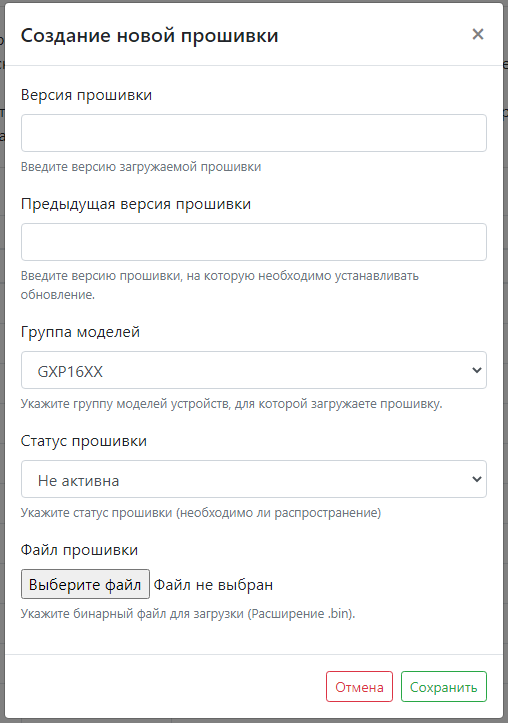 Создание новой прошивки
×
Версия прошивки
Введите версию загружаемой прошивки
Предыдущая версия прошивки
Введите версию прошивки, на которую необходимо устанавливать
обновление.
Группа моделей
GXP16XX
Укажите группу моделей устройств, для которой загружаете прошивку.
Статус прошивки
Не активна
Укажите статус прошивки (необходимо ли распространение)
Файл прошивки
Выберите файл Файл не выбран
Укажите бинарный файл для загрузки (Расширение .bin).
Отмена Сохранить